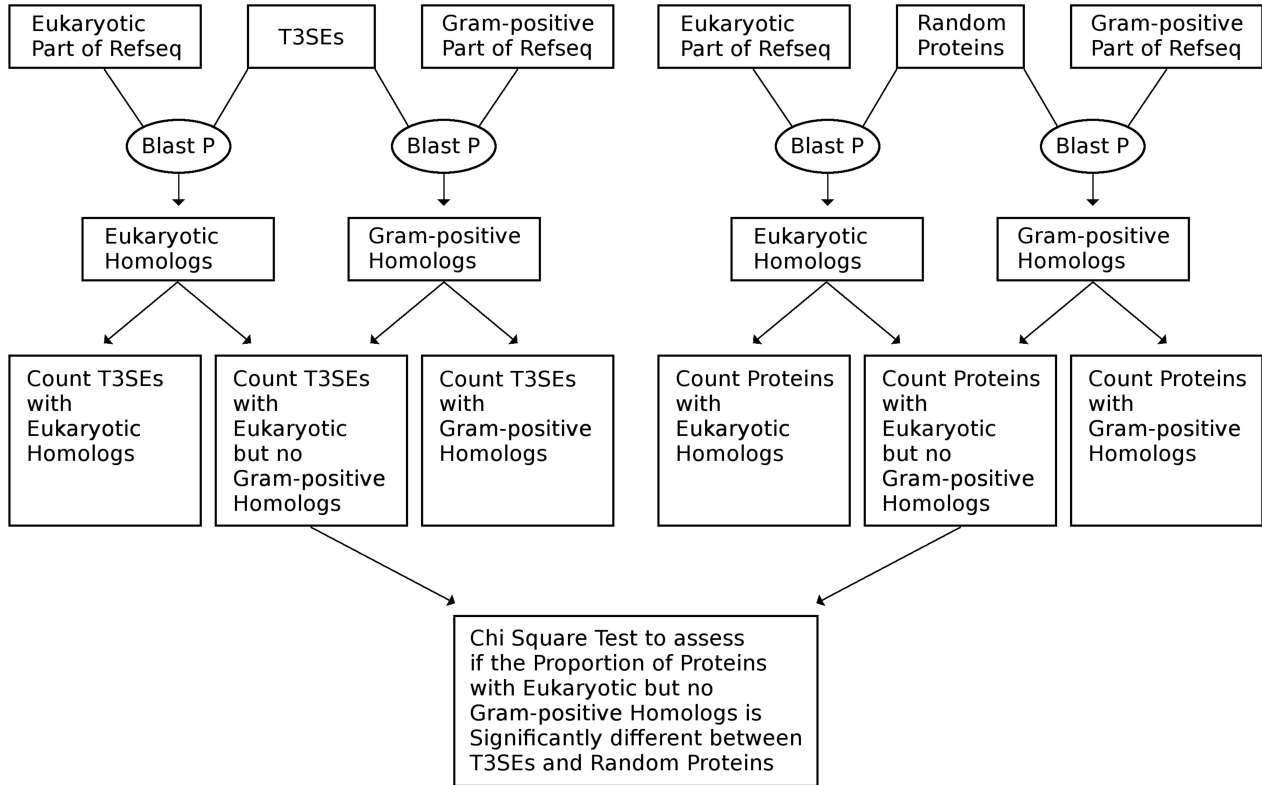 Eukaryotic
Part of Refseq
T3SEs
Gram-positive
Part of Refseq
Eukaryotic
Part of Refseq
Random
Proteins
Gram-positive
Part of Refseq
Blast P
Blast P
Blast P
Blast P
Eukaryotic
Homologs
Gram-positive
Homologs
Eukaryotic
Homologs
Gram-positive
Homologs
Count T3SEs
with
Eukaryotic
Homologs
Count T3SEs
with
Eukaryotic
but no
Gram-positive
Homologs
Count T3SEs
with
Gram-positive
Homologs
Count Proteins
with
Eukaryotic
Homologs
Count Proteins
with
Eukaryotic
but no
Gram-positive
Homologs
Count Proteins
with
Gram-positive
Homologs
Chi Square Test to assess
if the Proportion of Proteins
with Eukaryotic but no
Gram-positive Homologs is
Significantly different between
T3SEs and Random Proteins